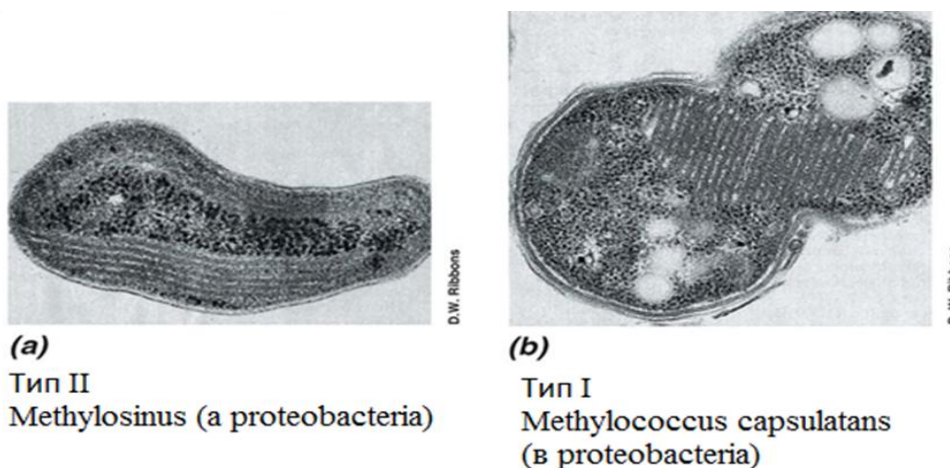 D.W. Ribbons
(a)
Тип II
Methylosinus (a proteobacteria)
(b)
Тип I
Methylococcus capsulatans
(в proteobacteria)